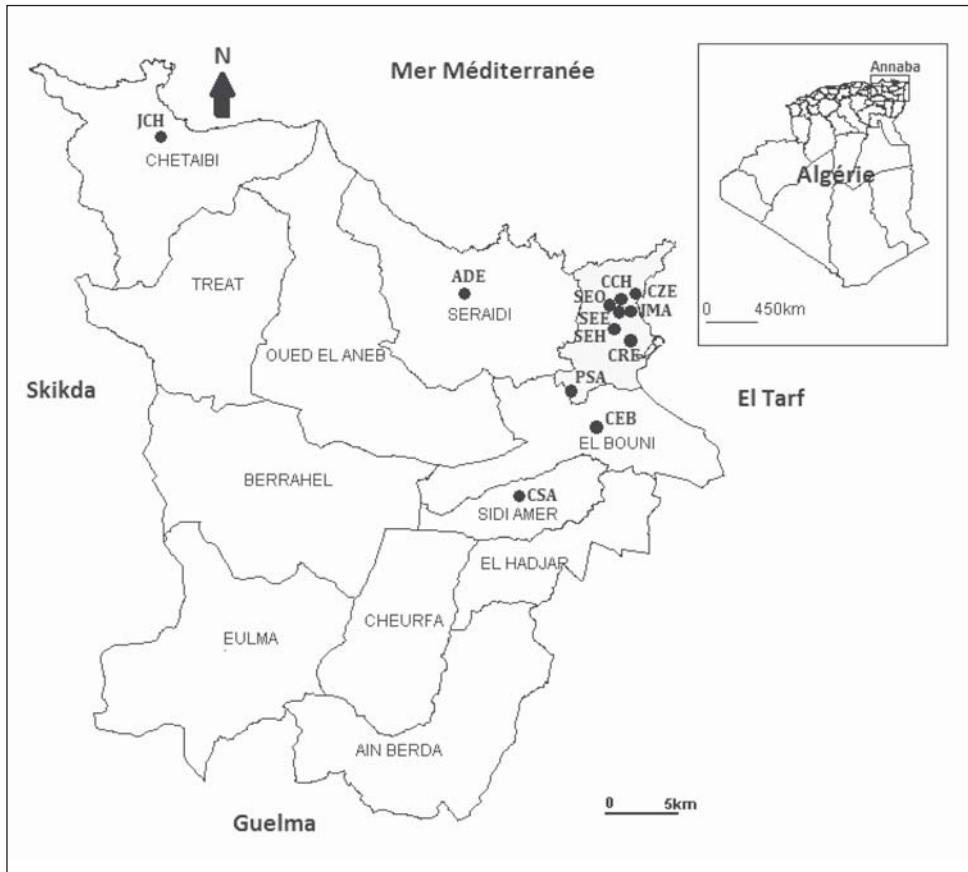 N
Mer Méditerranée
Annaba
Algérie
0 450km
JCH
CHETAIBI
TREAT
ADE
SERAIDI
OUED EL ANEB
CCH
CZE
SEO
JMA
SEE
SEH
CRE
PSA
Skikda
El Tarf
CEB
EL BOUNI
BERRAHEL
CSA
SIDI AMER
EL HADJAR
CHEURFA
EULMA
AIN BERDA
0 5km
Guelma